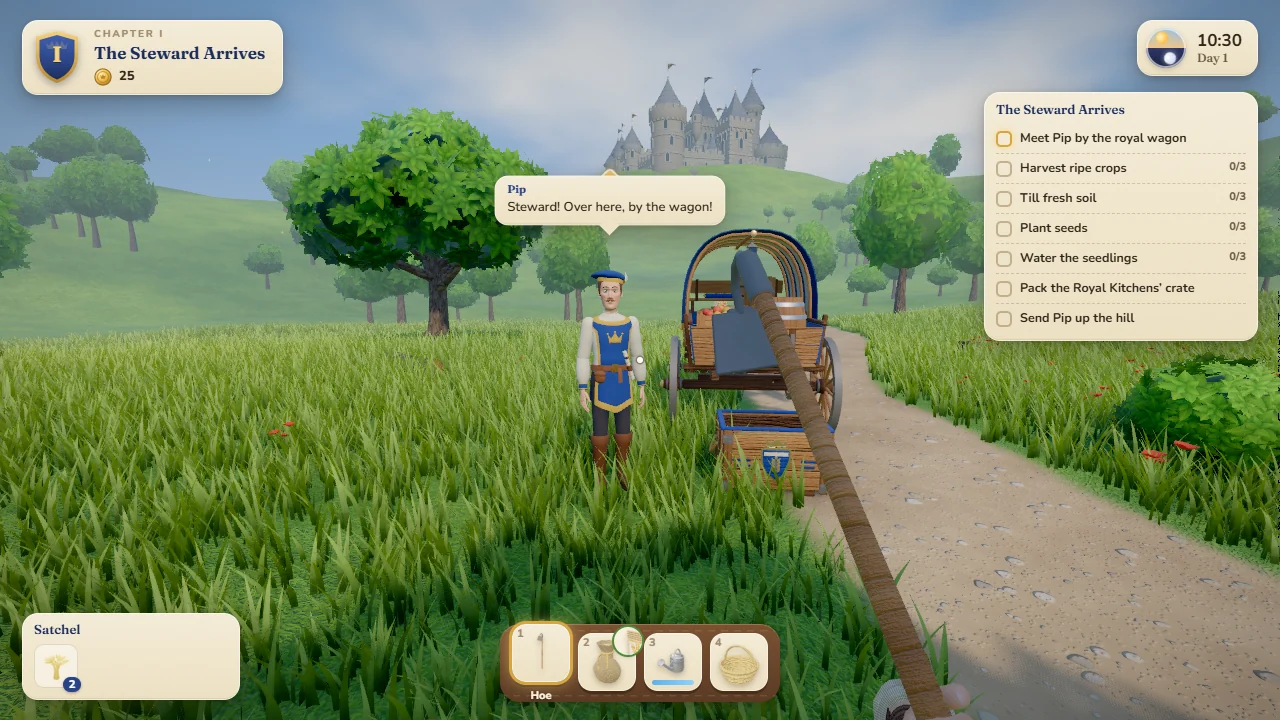 CHAPTER I
I
The Steward Arrives
25
10:30
Day 1
The Steward Arrives
Meet Pip by the royal wagon
Harvest ripe crops 0/3
Till fresh soil 0/3
Plant seeds 0/3
Water the seedlings 0/3
Pack the Royal Kitchens' crate
Send Pip up the hill
Pip
Steward! Over here, by the wagon!
Satchel
2
1
2
3
4
Hoe